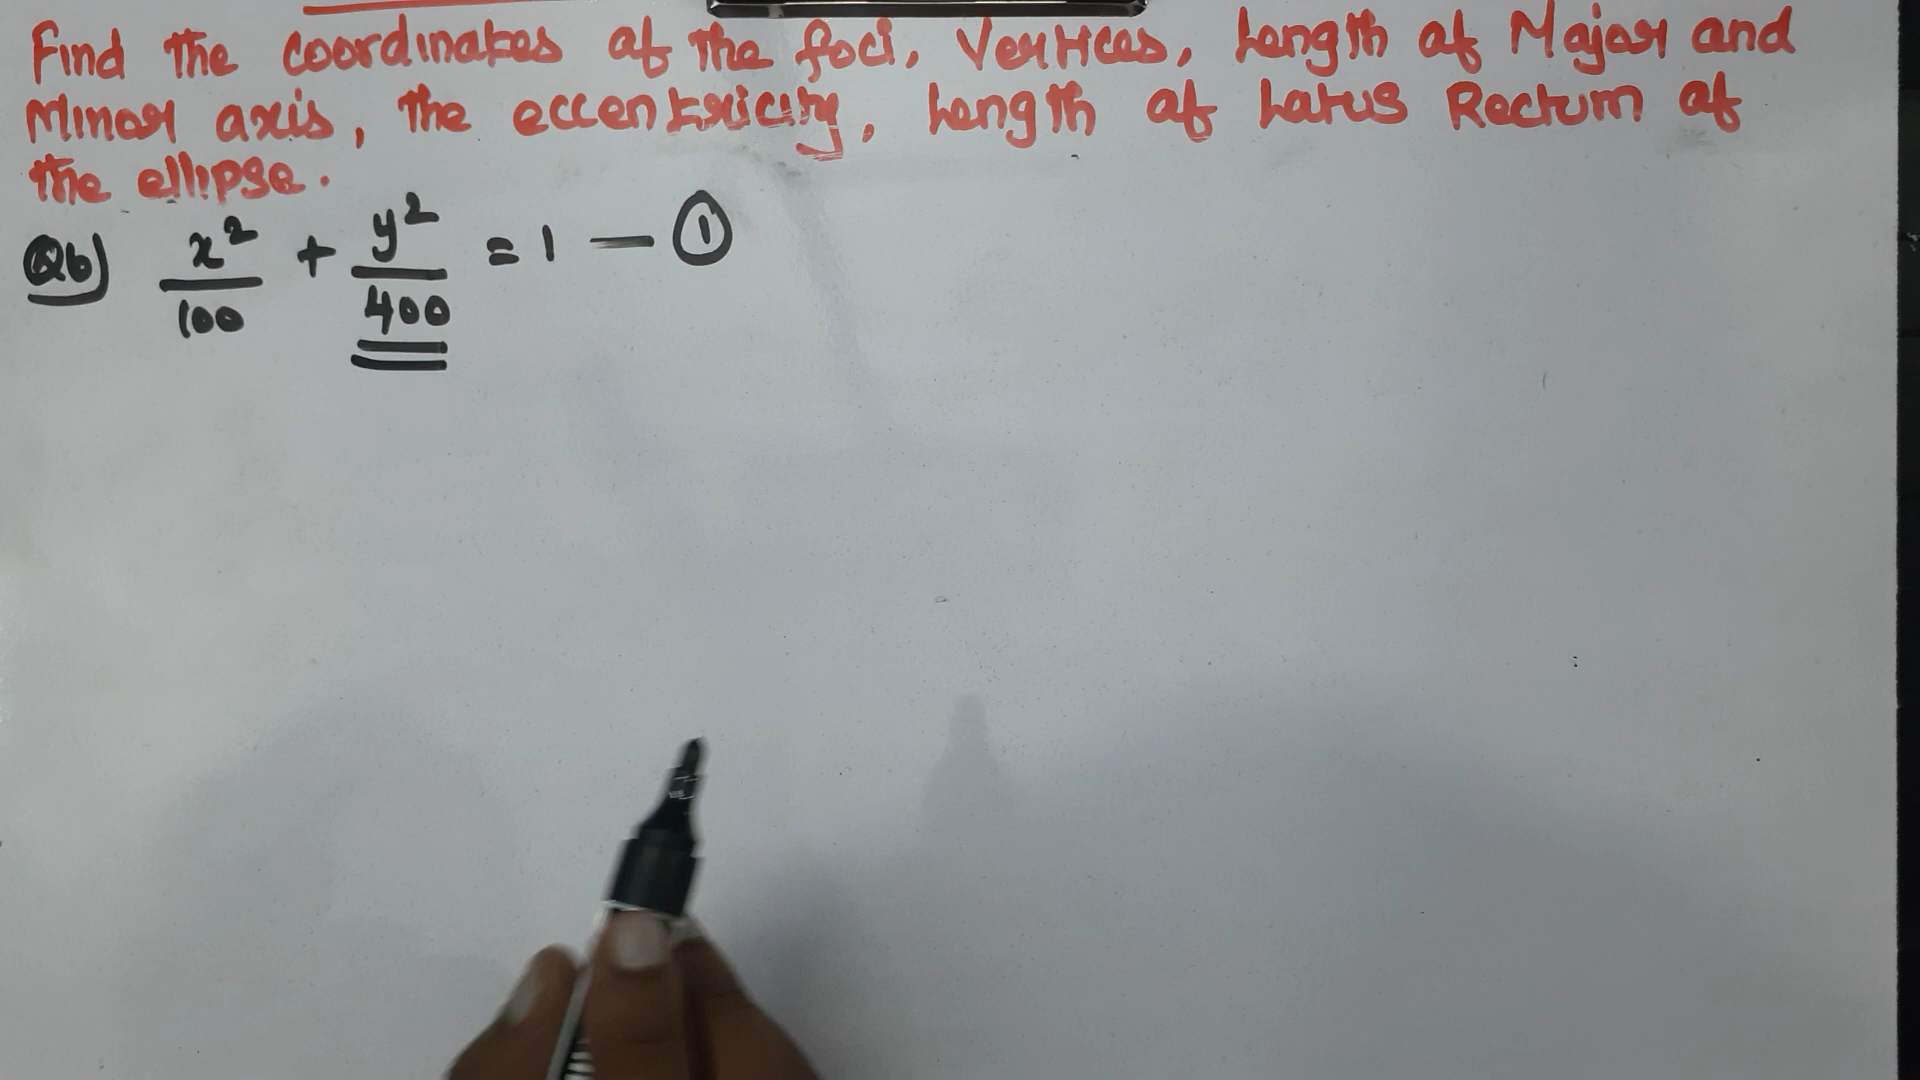 Find the coordinates of the foci, Vertices, Length of Major and
Minor axis, the eccentricity, Length of Latus Rectum of
the ellipse.
Q6) x²/100 + y²/400 = 1 — ①